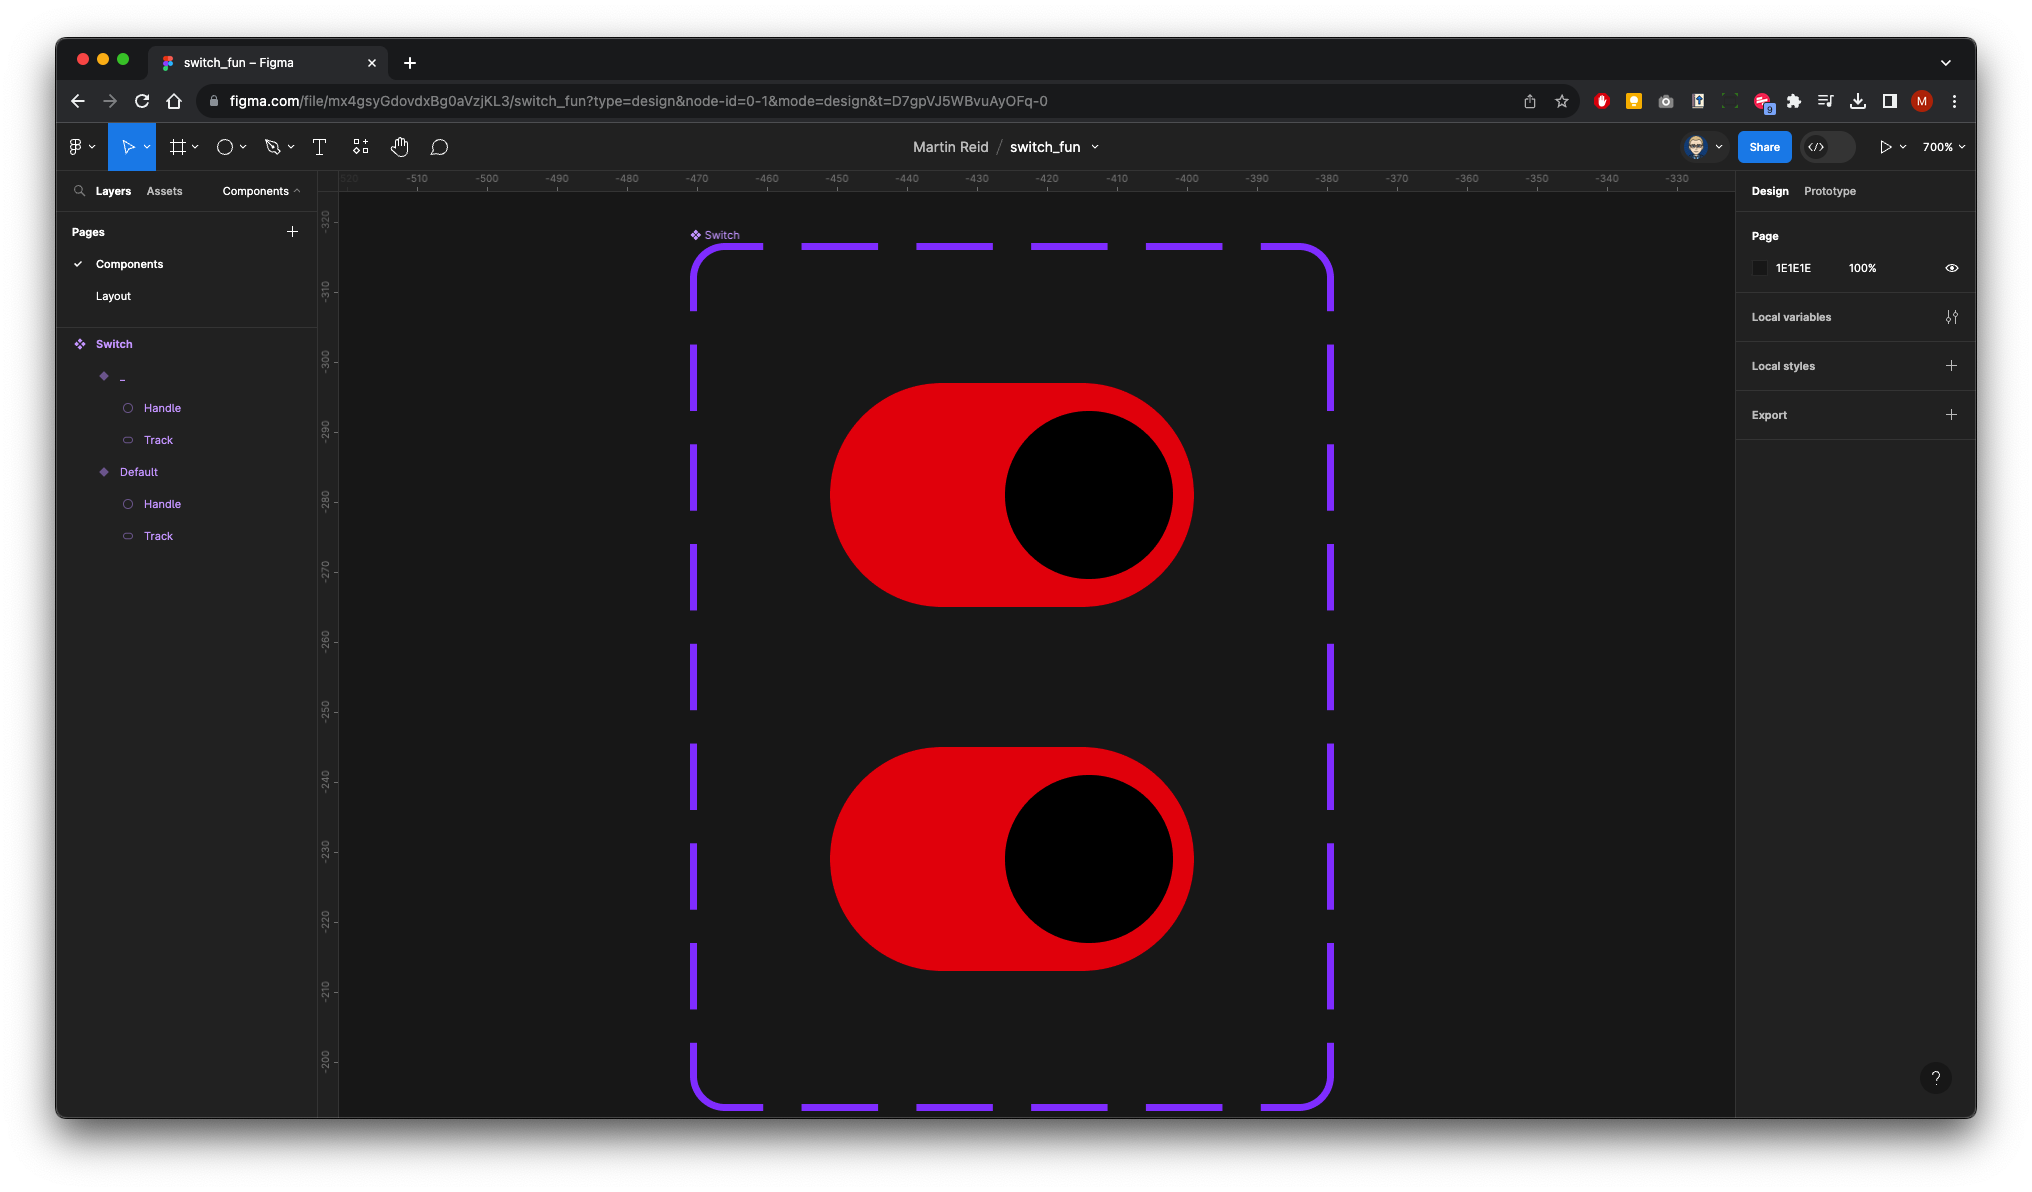 switch_fun – Figma
figma.com/file/mx4gsyGdovdxBg0aVzjKL3/switch_fun?type=design&node-id=0-1&mode=design&t=D7gpVJ5WBvuAyOFq-0
9
M
Martin Reid / switch_fun
Share
700%
Layers Assets Components
-520 -510 -500 -490 -480 -470 -460 -450 -440 -430 -420 -410 -400 -390 -380 -370 -360 -350 -340 -330
Design Prototype
Pages
Components
Layout
Switch
_
Handle
Track
Default
Handle
Track
-320
-310
-300
-290
-280
-270
-260
-250
-240
-230
-220
-210
-200
Switch
Page
1E1E1E 100%
Local variables
Local styles
Export
?